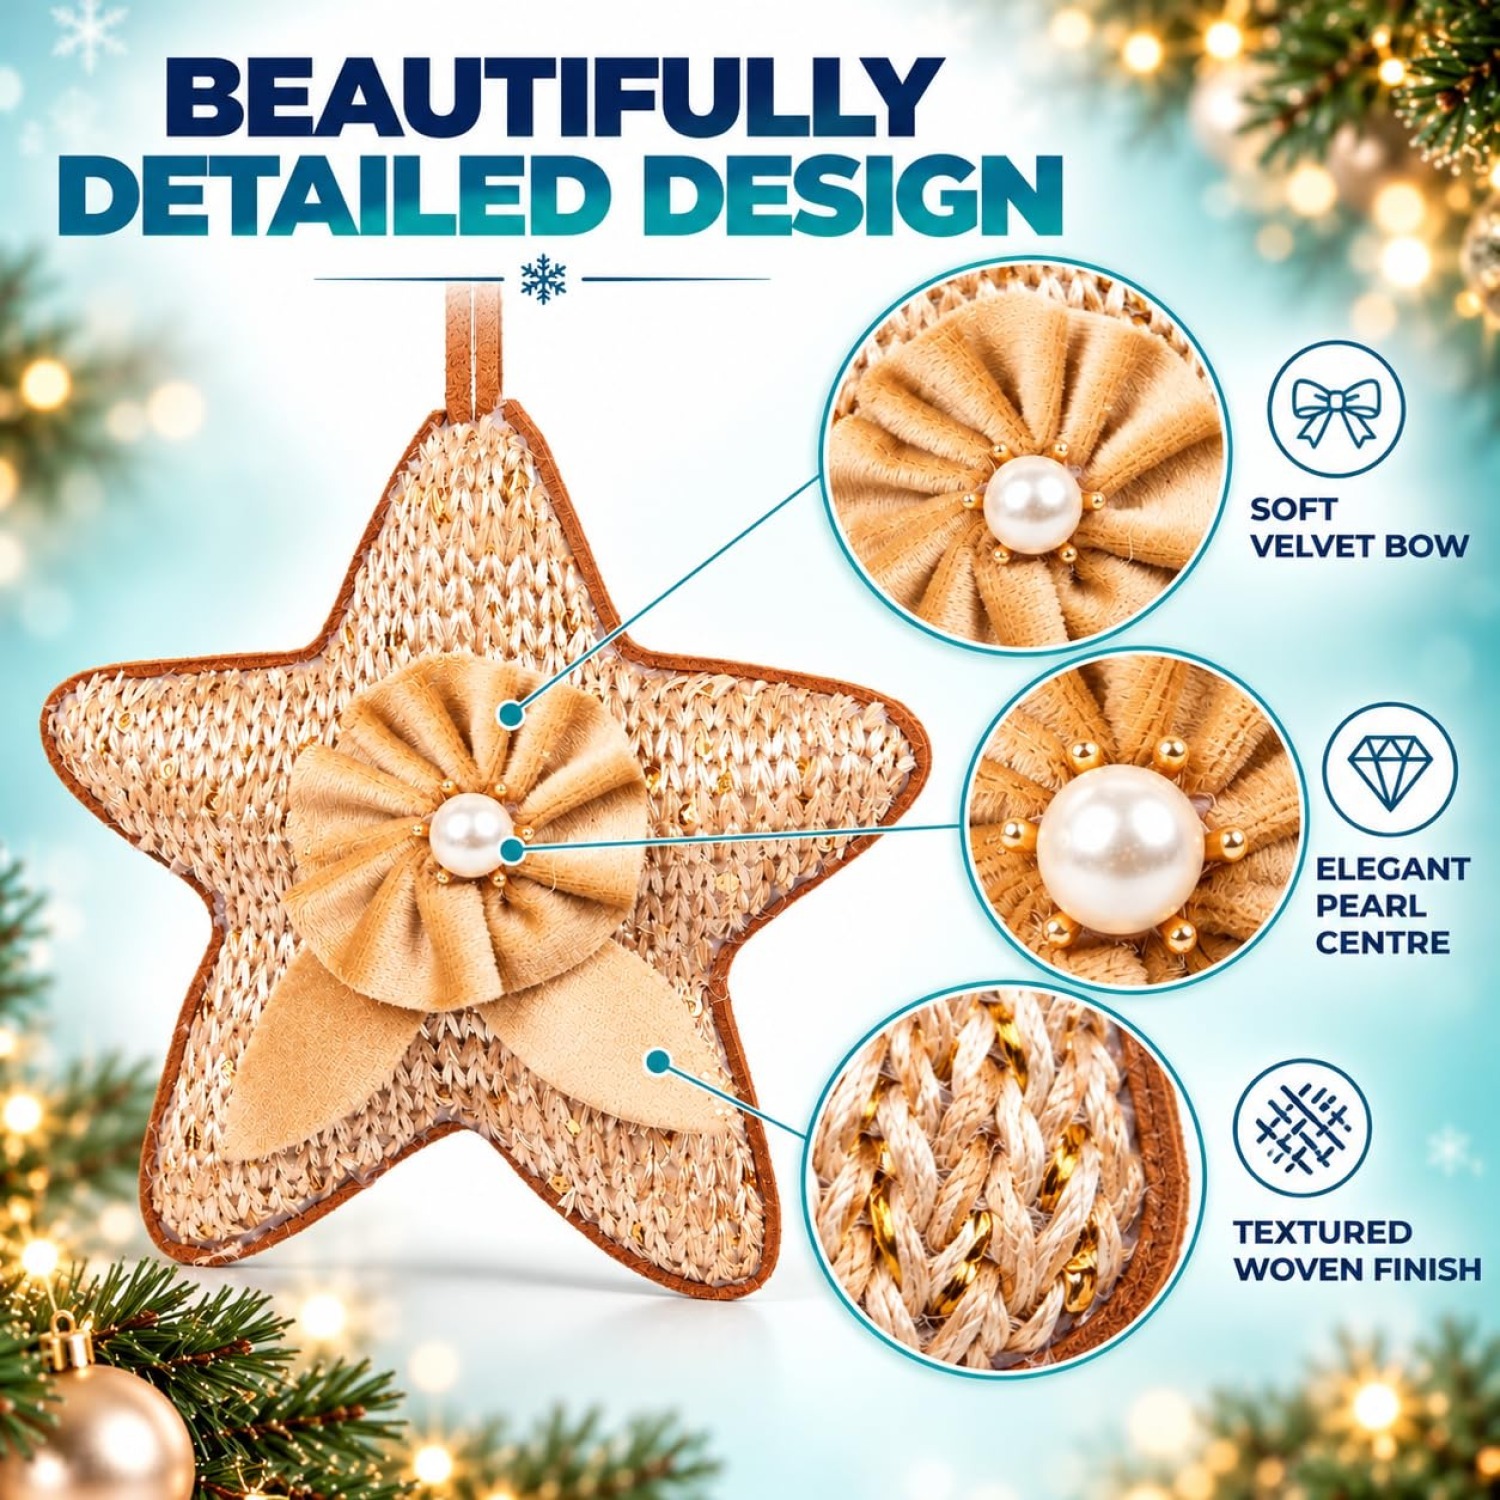 BEAUTIFULLY
DETAILED DESIGN
SOFT
VELVET BOW
ELEGANT
PEARL
CENTRE
TEXTURED
WOVEN FINISH